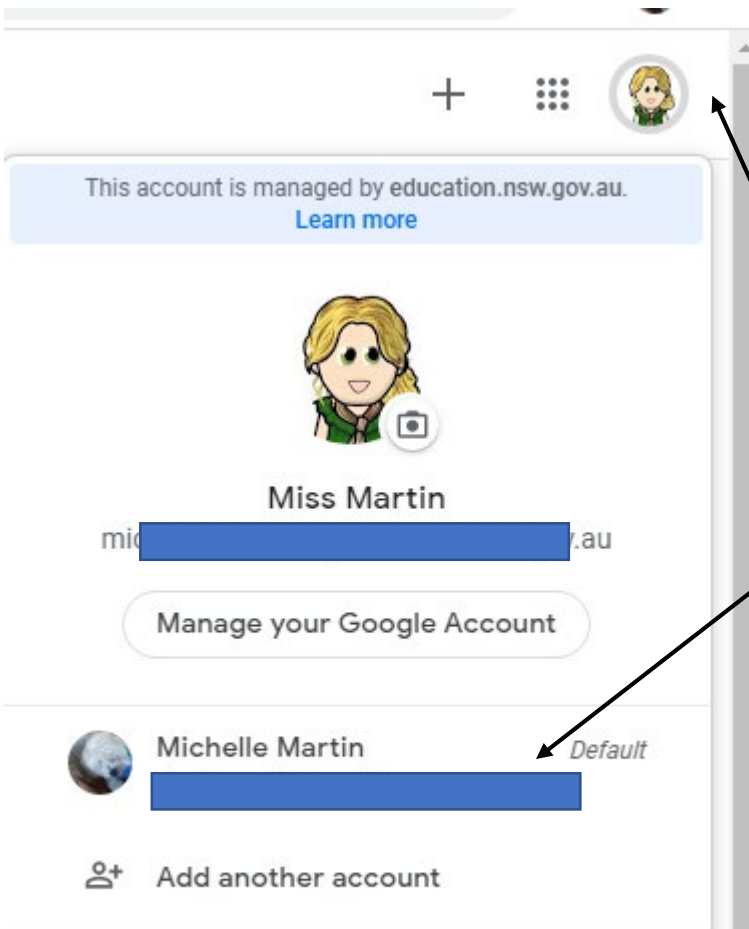 This account is managed by education.nsw.gov.au.
Learn more
Miss Martin
mic .au
Manage your Google Account
Michelle Martin Default
Add another account